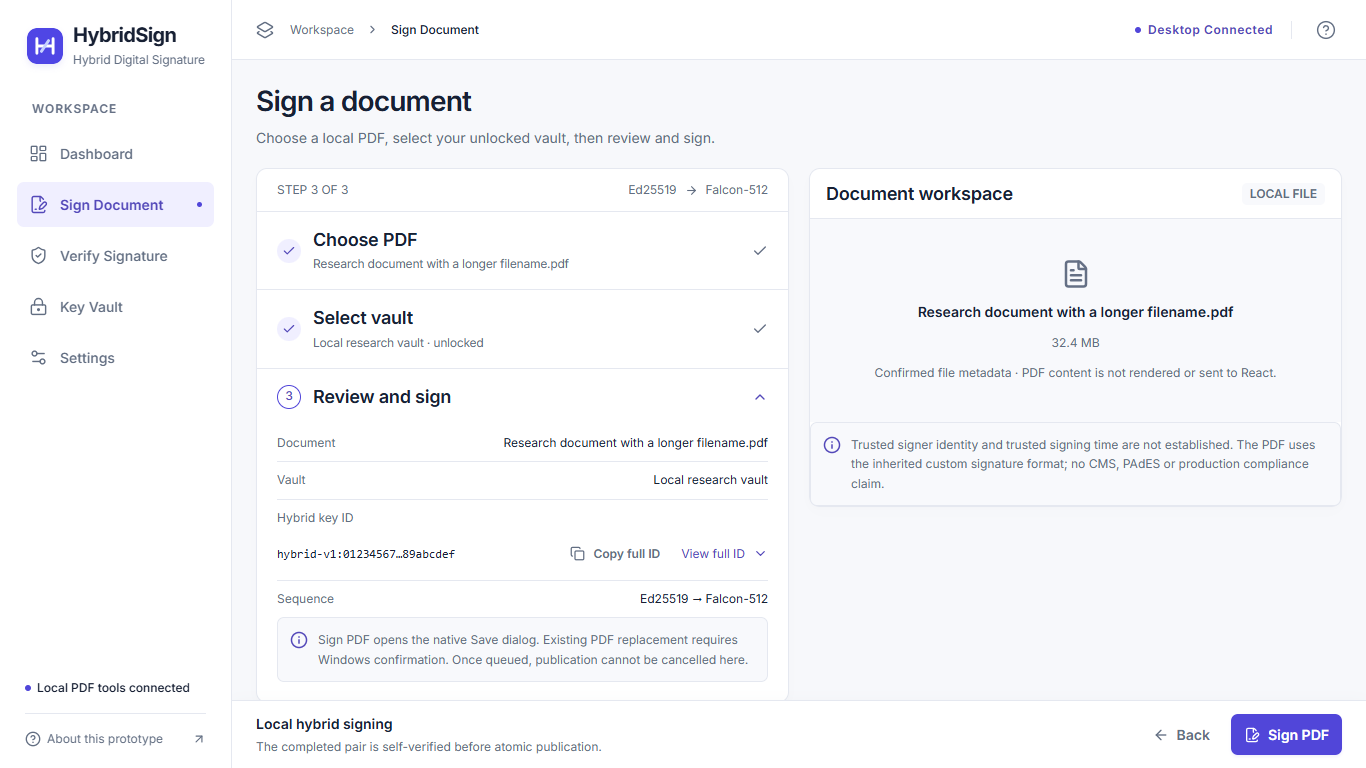 HybridSign
Hybrid Digital Signature
WORKSPACE
Dashboard
Sign Document
Verify Signature
Key Vault
Settings
Local PDF tools connected
About this prototype
Workspace
Sign Document
Desktop Connected
Sign a document
Choose a local PDF, select your unlocked vault, then review and sign.
STEP 3 OF 3
Ed25519 → Falcon-512
Choose PDF
Research document with a longer filename.pdf
Select vault
Local research vault · unlocked
3
Review and sign
Document
Research document with a longer filename.pdf
Vault
Local research vault
Hybrid key ID
hybrid-v1:01234567…89abcdef
Copy full ID
View full ID
Sequence
Ed25519 → Falcon-512
Sign PDF opens the native Save dialog. Existing PDF replacement requires
Windows confirmation. Once queued, publication cannot be cancelled here.
Document workspace
LOCAL FILE
Research document with a longer filename.pdf
32.4 MB
Confirmed file metadata · PDF content is not rendered or sent to React.
Trusted signer identity and trusted signing time are not established. The PDF uses
the inherited custom signature format; no CMS, PAdES or production compliance
claim.
Local hybrid signing
The completed pair is self-verified before atomic publication.
Back
Sign PDF